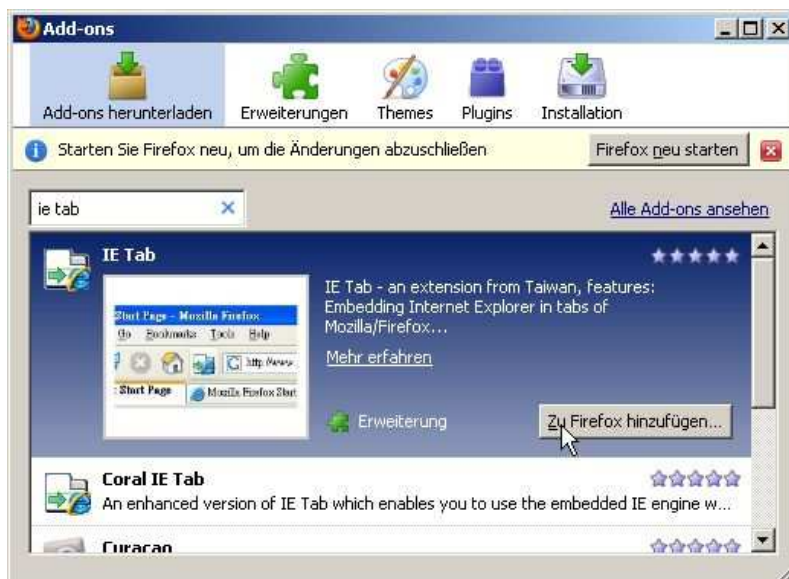 Add-ons
Add-ons herunterladen Erweiterungen Themes Plugins Installation
Starten Sie Firefox neu, um die Änderungen abzuschließen Firefox neu starten
ie tab Alle Add-ons ansehen
IE Tab
IE Tab - an extension from Taiwan, features:
Embedding Internet Explorer in tabs of
Mozilla/Firefox...
Mehr erfahren
Start Page - Mozilla Firefox
Go Bookmarks Tools Help
http://www
Start Page Mozilla Firefox Start
Erweiterung Zu Firefox hinzufügen...
Coral IE Tab
An enhanced version of IE Tab which enables you to use the embedded IE engine w...
Curacao